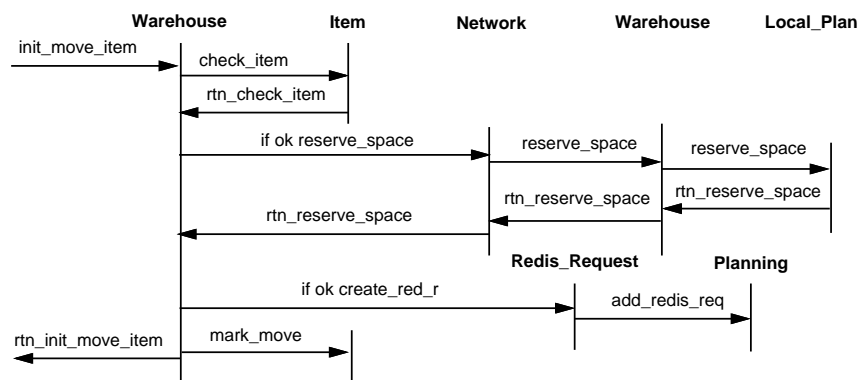 Warehouse Item Network Warehouse Local_Plan
init_move_item
check_item
rtn_check_item
if ok reserve_space reserve_space reserve_space
rtn_reserve_space rtn_reserve_space rtn_reserve_space
Redis_Request Planning
if ok create_red_r add_redis_req
rtn_init_move_item mark_move